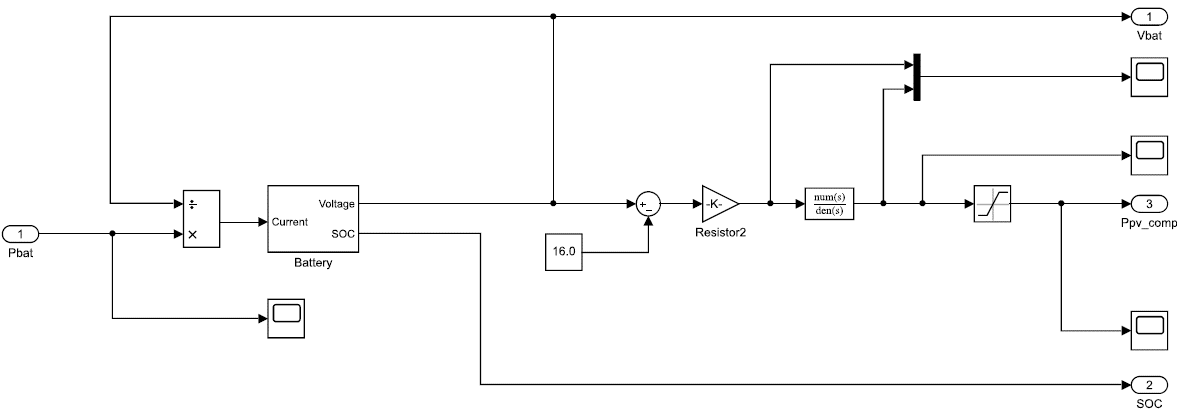 1
Vbat
÷
×
Current
Voltage
SOC
Battery
1
Pbat
+
−
16.0
-K-
Resistor2
num(s)
den(s)
3
Ppv_comp
2
SOC